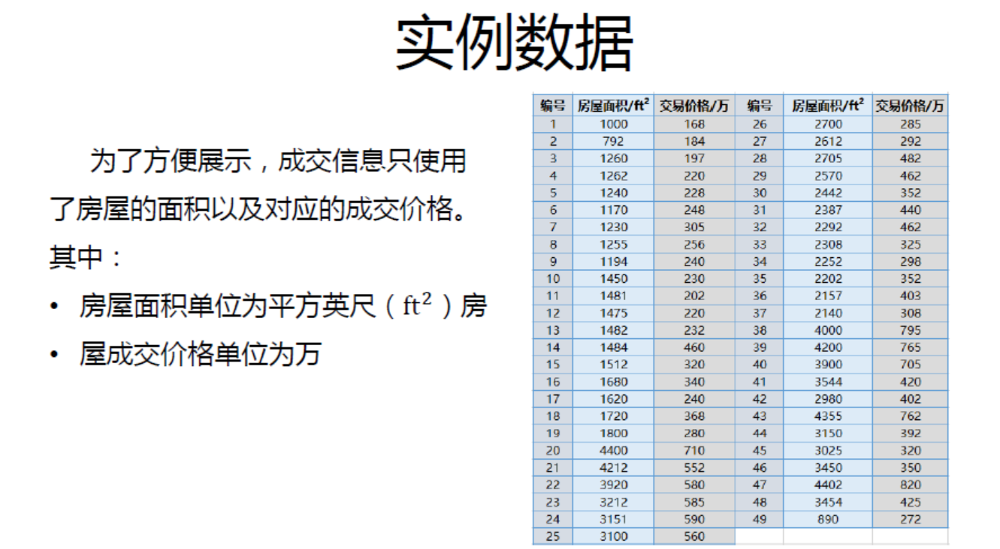 实例数据
为了方便展示，成交信息只使用
了房屋的面积以及对应的成交价格。
其中：
• 房屋面积单位为平方英尺（ft²）房
• 屋成交价格单位为万
编号 房屋面积/ft² 交易价格/万 编号 房屋面积/ft² 交易价格/万
1 1000 168 26 2700 285
2 792 184 27 2612 292
3 1260 197 28 2705 482
4 1262 220 29 2570 462
5 1240 228 30 2442 352
6 1170 248 31 2387 440
7 1230 305 32 2292 462
8 1255 256 33 2308 325
9 1194 240 34 2252 298
10 1450 230 35 2202 352
11 1481 202 36 2157 403
12 1475 220 37 2140 308
13 1482 232 38 4000 795
14 1484 460 39 4200 765
15 1512 320 40 3900 705
16 1680 340 41 3544 420
17 1620 240 42 2980 402
18 1720 368 43 4355 762
19 1800 280 44 3150 392
20 4400 710 45 3025 320
21 4212 552 46 3450 350
22 3920 580 47 4402 820
23 3212 585 48 3454 425
24 3151 590 49 890 272
25 3100 560